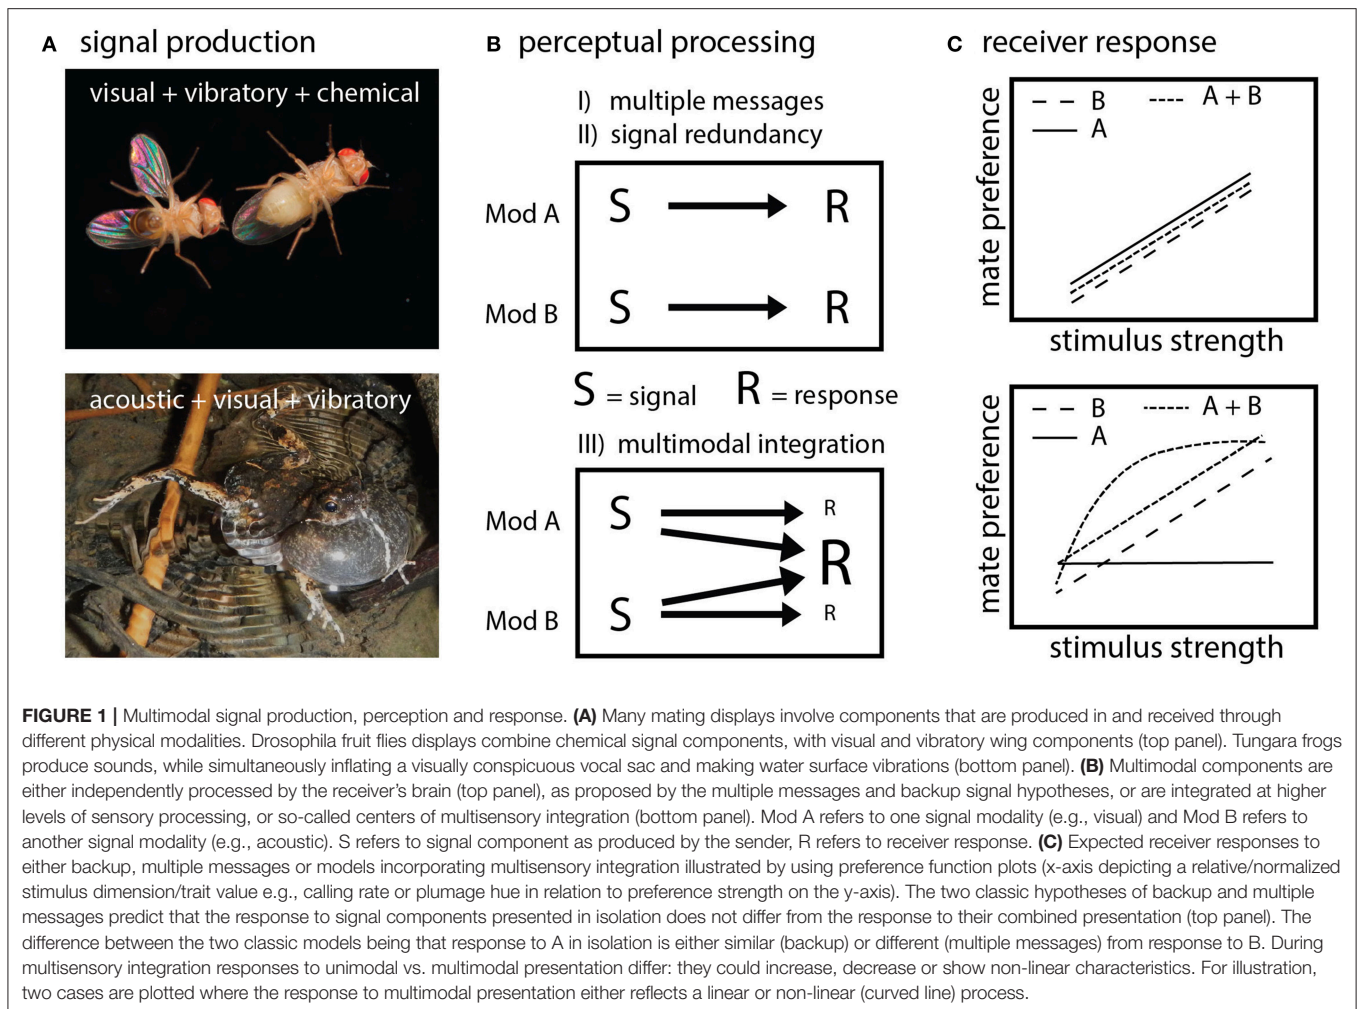 A signal production
visual + vibratory + chemical
acoustic + visual + vibratory
B perceptual processing
I) multiple messages
II) signal redundancy
Mod A S R
Mod B S R
S = signal R = response
III) multimodal integration
Mod A S R
R
Mod B S R
C receiver response
B A + B
A
mate preference
stimulus strength
B A + B
A
mate preference
stimulus strength
FIGURE 1 | Multimodal signal production, perception and response. (A) Many mating displays involve components that are produced in and received through
different physical modalities. Drosophila fruit flies displays combine chemical signal components, with visual and vibratory wing components (top panel). Tungara frogs
produce sounds, while simultaneously inflating a visually conspicuous vocal sac and making water surface vibrations (bottom panel). (B) Multimodal components are
either independently processed by the receiver's brain (top panel), as proposed by the multiple messages and backup signal hypotheses, or are integrated at higher
levels of sensory processing, or so-called centers of multisensory integration (bottom panel). Mod A refers to one signal modality (e.g., visual) and Mod B refers to
another signal modality (e.g., acoustic). S refers to signal component as produced by the sender, R refers to receiver response. (C) Expected receiver responses to
either backup, multiple messages or models incorporating multisensory integration illustrated by using preference function plots (x-axis depicting a relative/normalized
stimulus dimension/trait value e.g., calling rate or plumage hue in relation to preference strength on the y-axis). The two classic hypotheses of backup and multiple
messages predict that the response to signal components presented in isolation does not differ from the response to their combined presentation (top panel). The
difference between the two classic models being that response to A in isolation is either similar (backup) or different (multiple messages) from response to B. During
multisensory integration responses to unimodal vs. multimodal presentation differ: they could increase, decrease or show non-linear characteristics. For illustration,
two cases are plotted where the response to multimodal presentation either reflects a linear or non-linear (curved line) process.